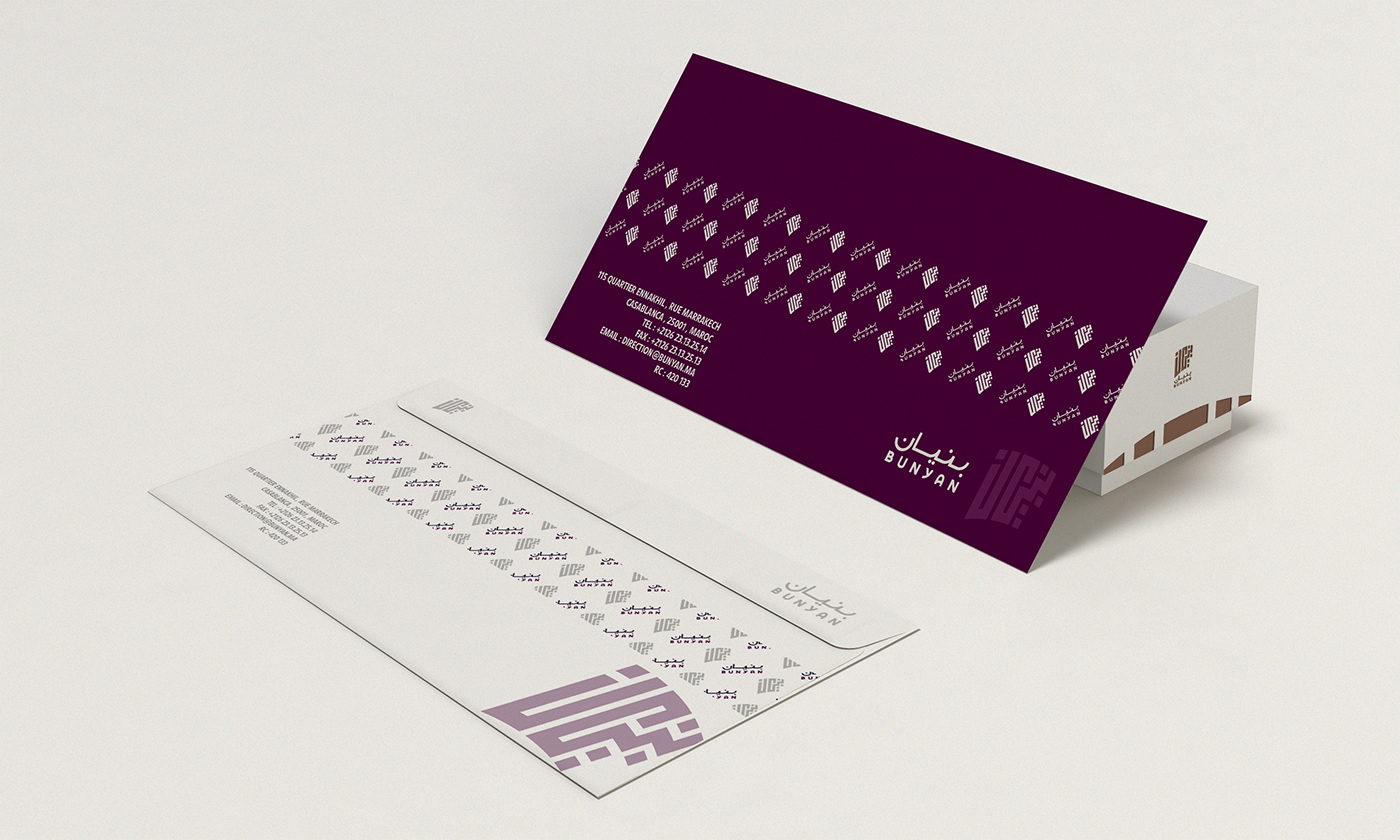 115 QUARTIER ENNAKHIL, RUE MARRAKECH
CASABLANCA, 25001, MAROC
TEL : +2126 23.13.25.14
FAX : +2126 23.13.25.13
EMAIL : DIRECTION@BUNYAN.MA
RC : 420 133
بنيان
BUNYAN
بنيان
BUNYAN
115 QUARTIER ENNAKHIL, RUE MARRAKECH
CASABLANCA, 25001, MAROC
TEL : +2126 23.13.25.14
FAX : +2126 23.13.25.13
EMAIL : DIRECTION@BUNYAN.MA
RC : 420 133
بنيان
BUNYAN